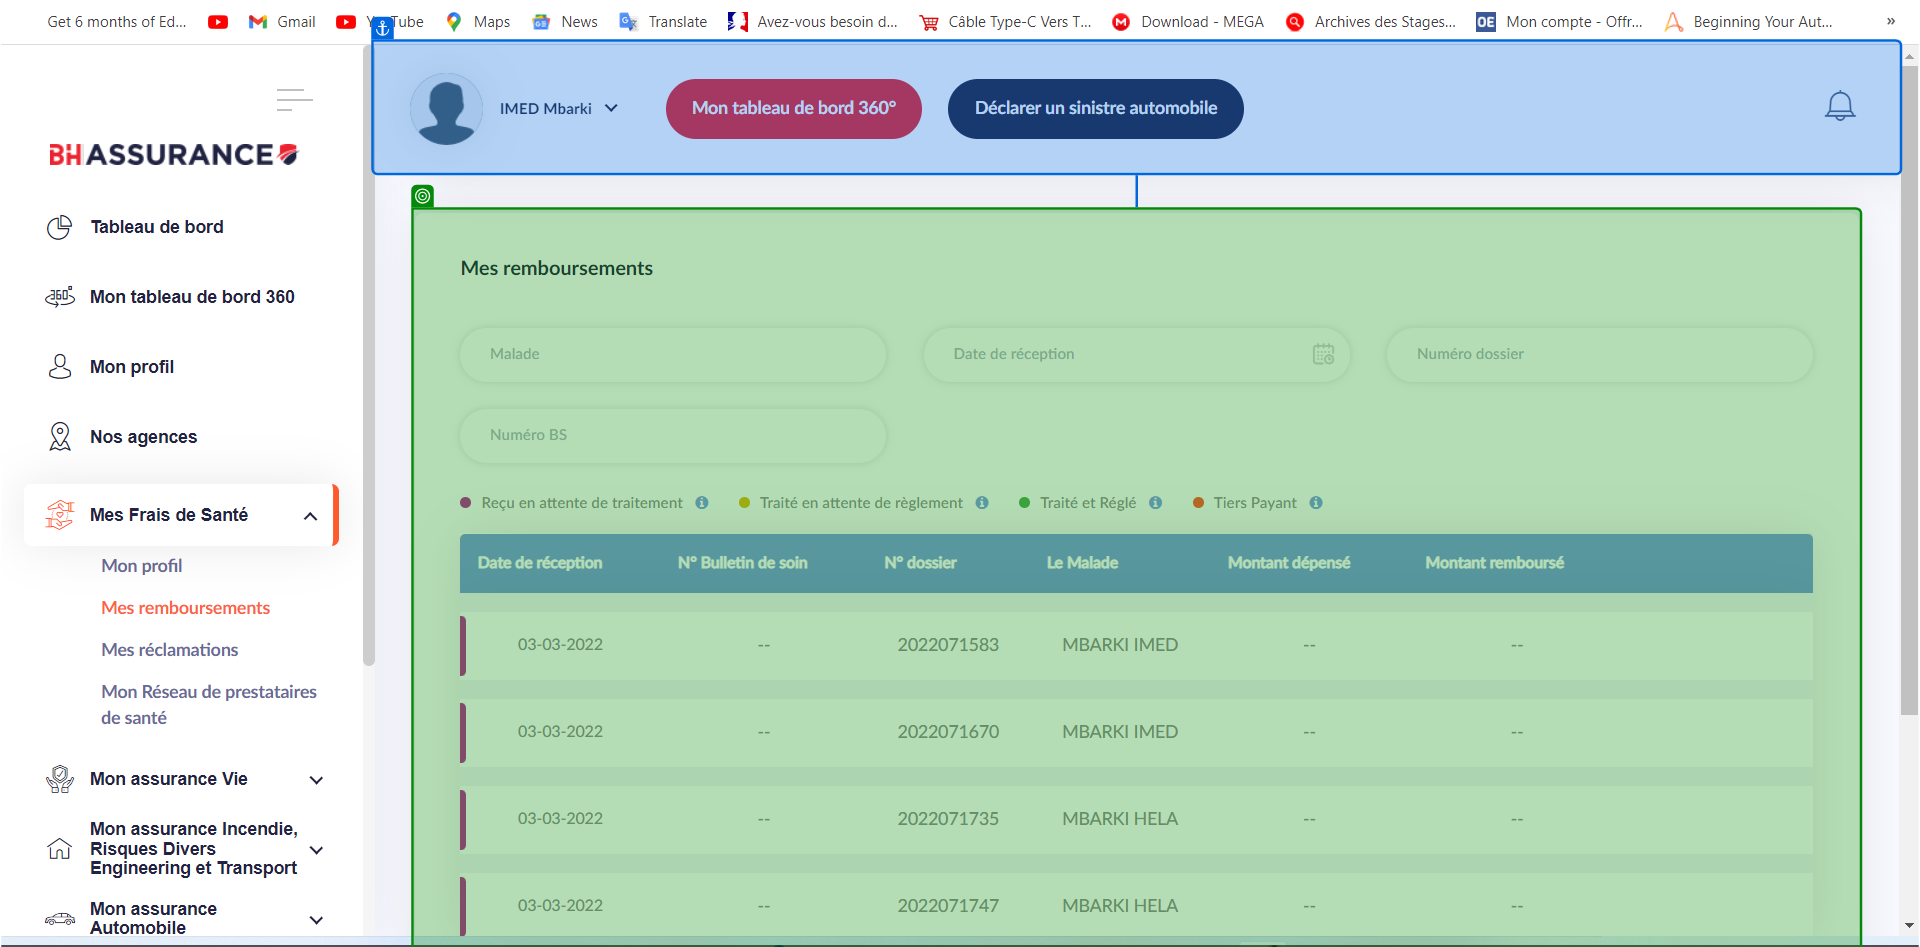 Get 6 months of Ed...
Gmail
YouTube
Maps
News
Translate
Avez-vous besoin d...
Câble Type-C Vers T...
Download - MEGA
Archives des Stages...
OE Mon compte - Offr...
Beginning Your Aut...
»
IMED Mbarki
Mon tableau de bord 360°
Déclarer un sinistre automobile
BH ASSURANCE
Tableau de bord
360° Mon tableau de bord 360
Mon profil
Nos agences
Mes Frais de Santé
Mon profil
Mes remboursements
Mes réclamations
Mon Réseau de prestataires
de santé
Mon assurance Vie
Mon assurance Incendie,
Risques Divers
Engineering et Transport
Mon assurance
Automobile
Mes remboursements
Malade
Date de réception
Numéro dossier
Numéro BS
Reçu en attente de traitement
Traité en attente de règlement
Traité et Réglé
Tiers Payant
Date de réception N° Bulletin de soin N° dossier Le Malade Montant dépensé Montant remboursé
03-03-2022 -- 2022071583 MBARKI IMED -- --
03-03-2022 -- 2022071670 MBARKI IMED -- --
03-03-2022 -- 2022071735 MBARKI HELA -- --
03-03-2022 -- 2022071747 MBARKI HELA -- --